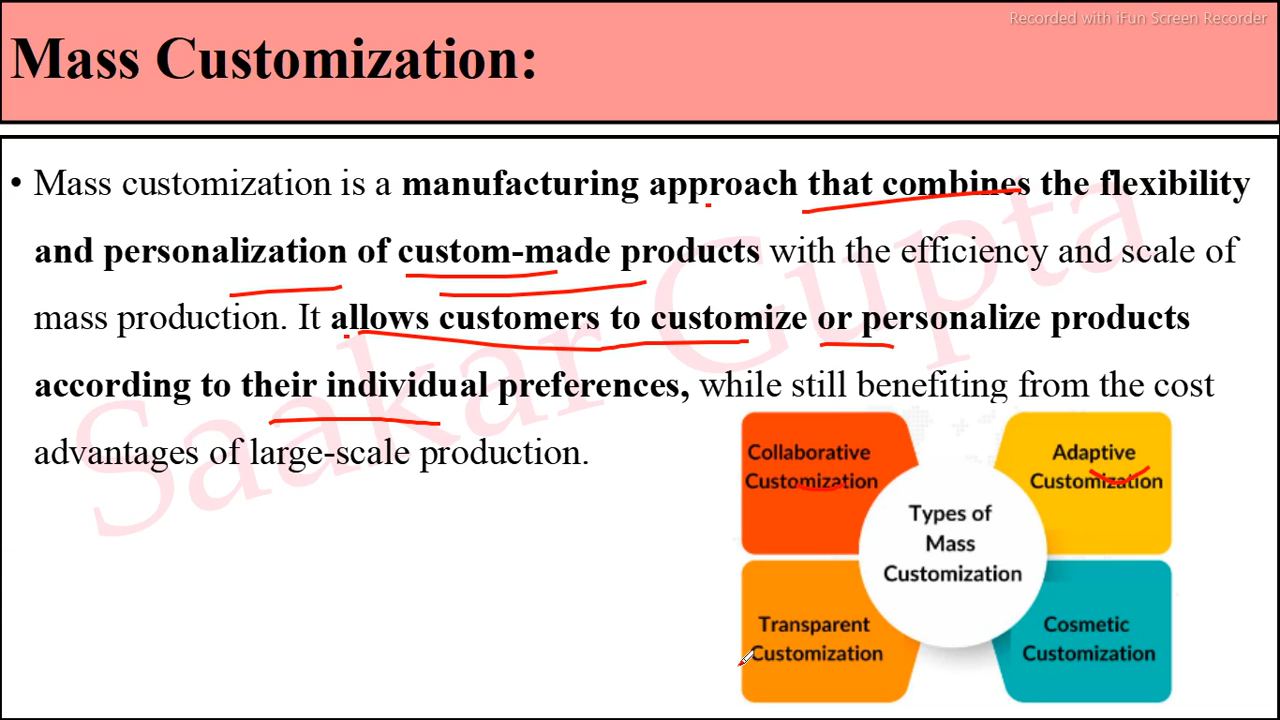 Recorded with iFun Screen Recorder
Mass Customization:
• Mass customization is a manufacturing approach that combines the flexibility
and personalization of custom-made products with the efficiency and scale of
mass production. It allows customers to customize or personalize products
according to their individual preferences, while still benefiting from the cost
advantages of large-scale production.
Saakar Gupta
Collaborative
Customization
Adaptive
Customization
Types of
Mass
Customization
Transparent
Customization
Cosmetic
Customization